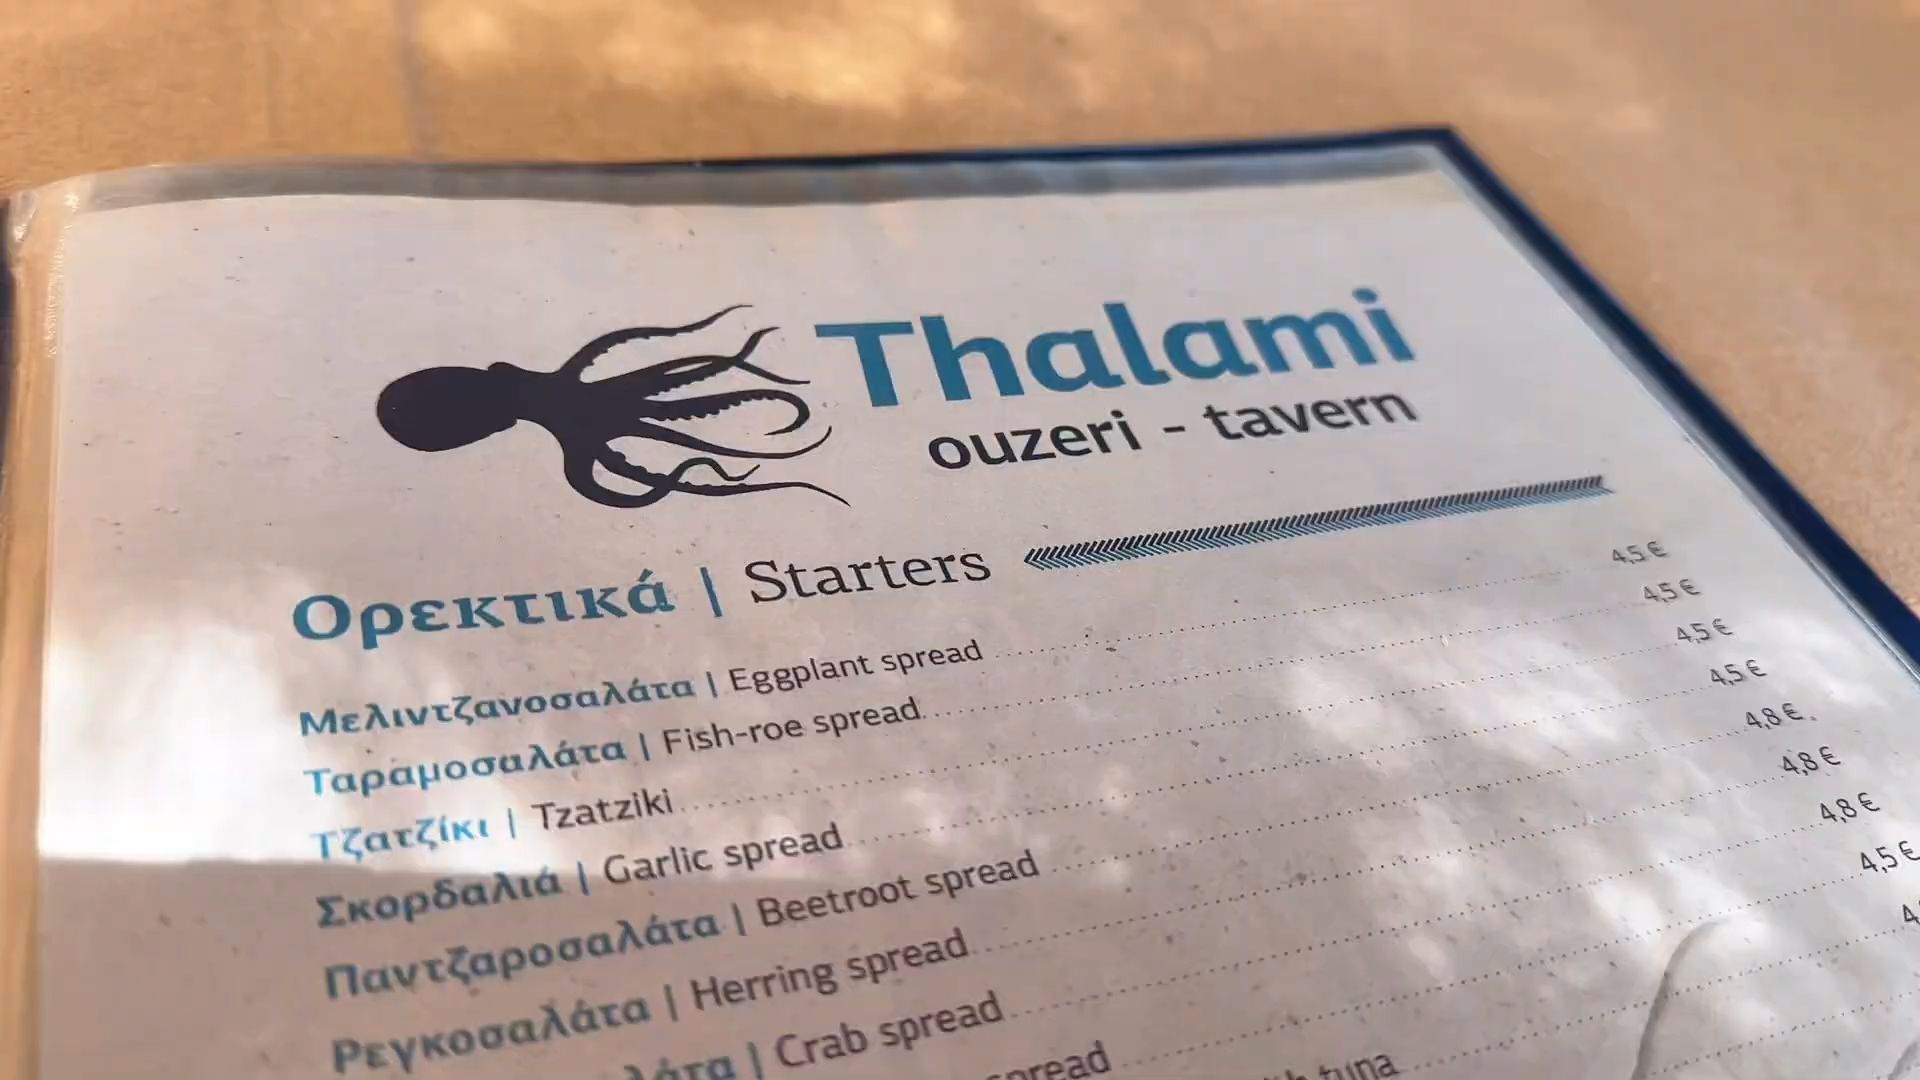 Thalami
ouzeri - tavern
Ορεκτικά | Starters
Μελιντζανοσαλάτα | Eggplant spread 4,5 €
Ταραμοσαλάτα | Fish-roe spread 4,5 €
Τζατζίκι | Tzatziki 4,5 €
Σκορδαλιά | Garlic spread 4,5 €
Παντζαροσαλάτα | Beetroot spread 4,8 €
Ρεγκοσαλάτα | Herring spread 4,8 €
| Crab spread 4,8 €
spread 4,5 €
tuna